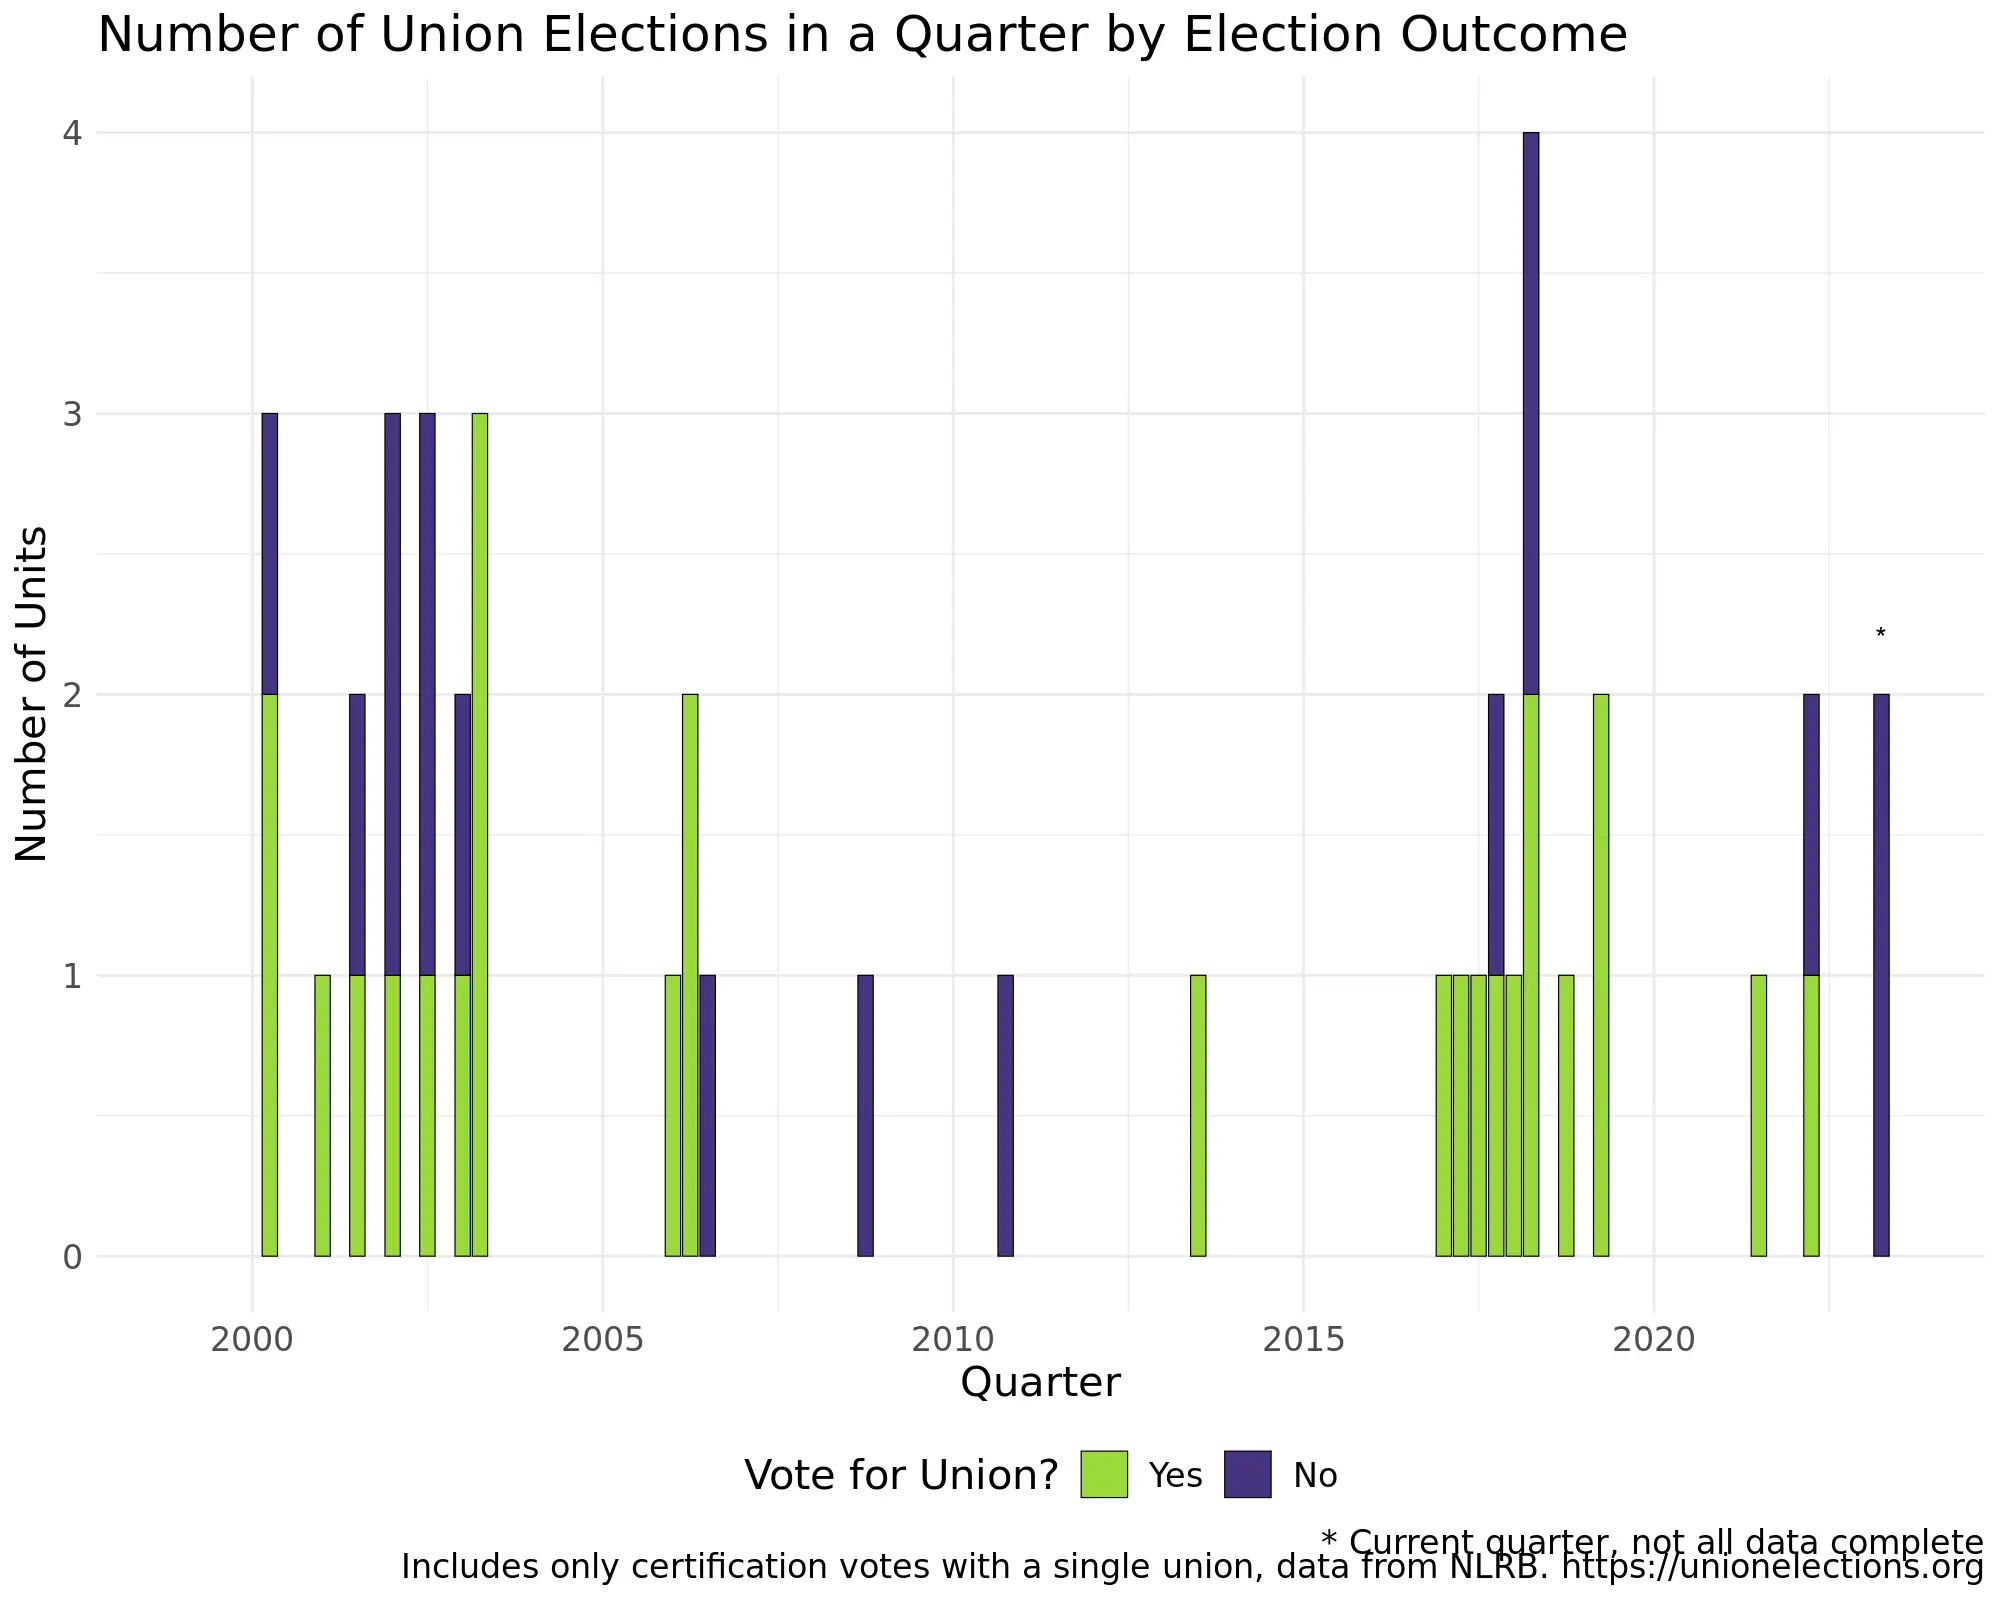 Number of Union Elections in a Quarter by Election Outcome
Number of Units
4
3
2
1
0
*
2000 2005 2010 2015 2020
Quarter
Vote for Union? Yes No
* Current quarter, not all data complete
Includes only certification votes with a single union, data from NLRB. https://unionelections.org